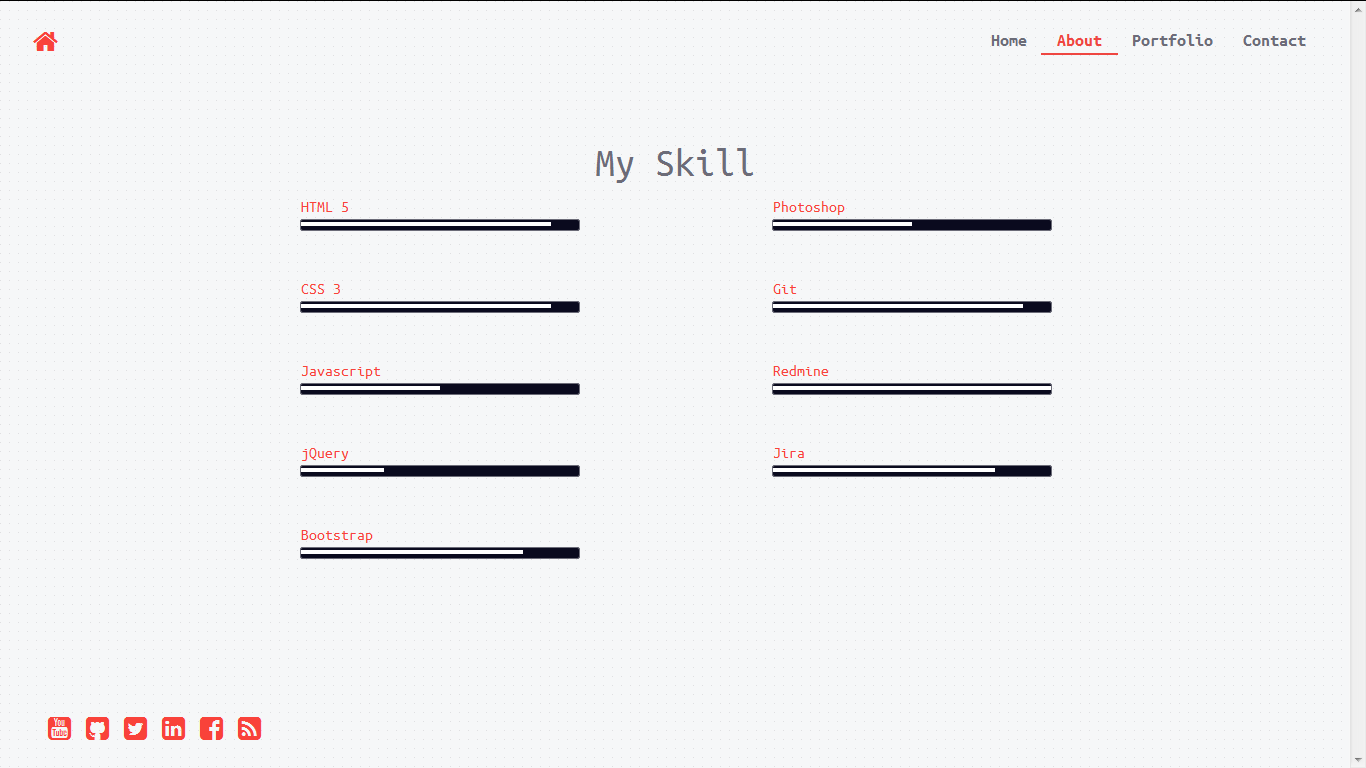 Home About Portfolio Contact
My Skill
HTML 5
Photoshop
CSS 3
Git
Javascript
Redmine
jQuery
Jira
Bootstrap
You
Tube
in